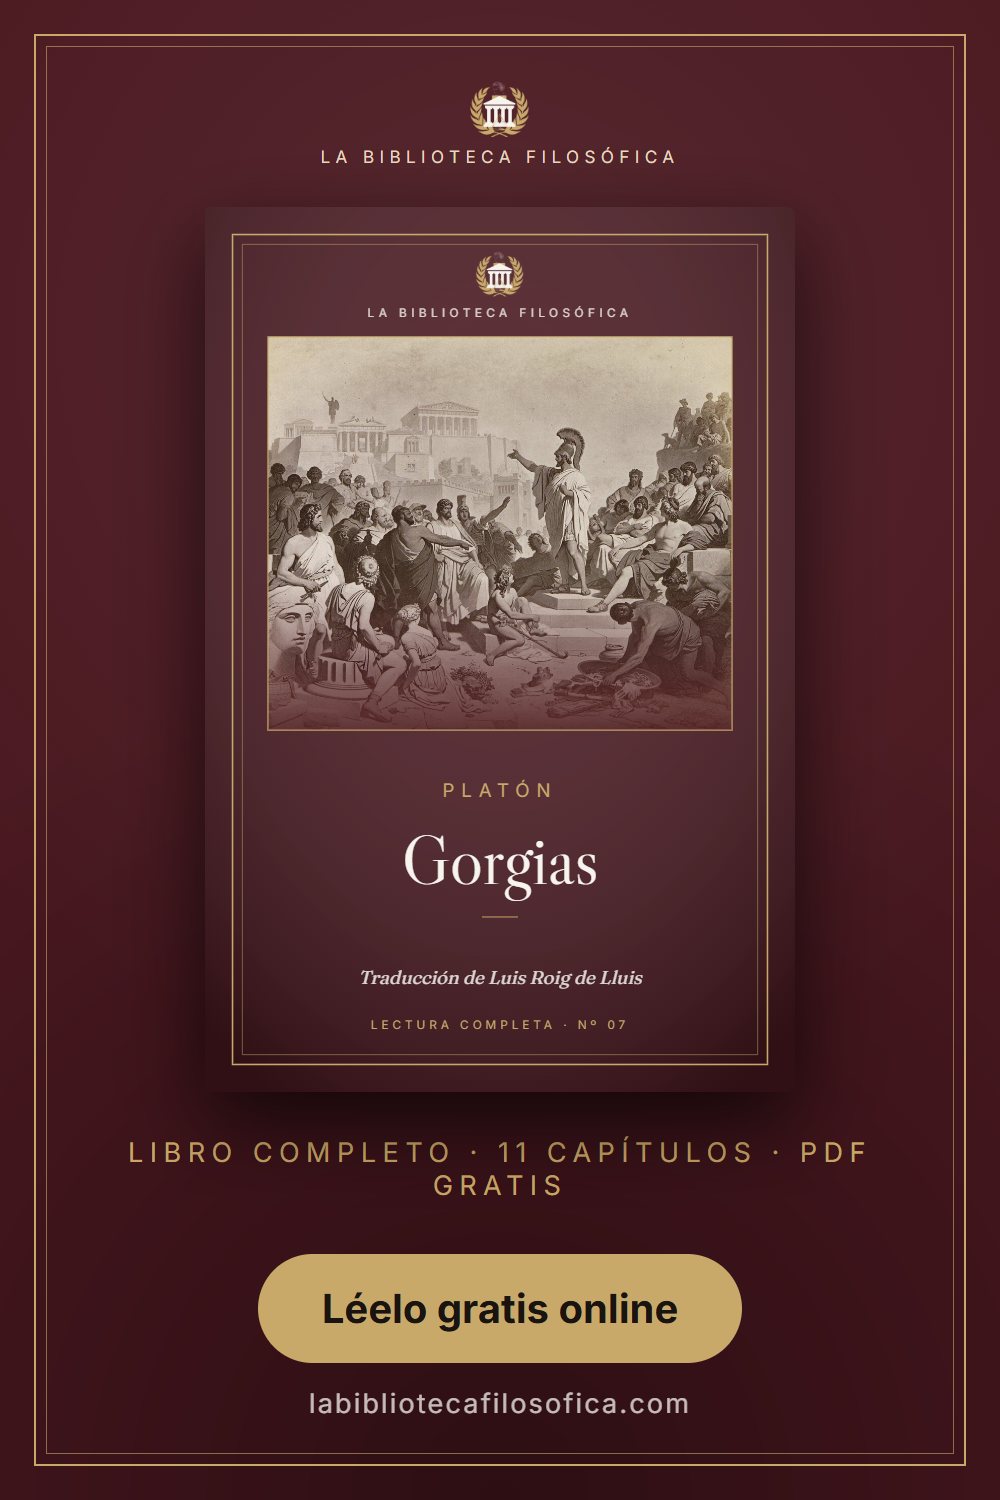 LA BIBLIOTECA FILOSÓFICA
LA BIBLIOTECA FILOSÓFICA
PLATÓN
Gorgias
Traducción de Luis Roig de Lluis
LECTURA COMPLETA · Nº 07
LIBRO COMPLETO · 11 CAPÍTULOS · PDF
GRATIS
Léelo gratis online
labibliotecafilosofica.com